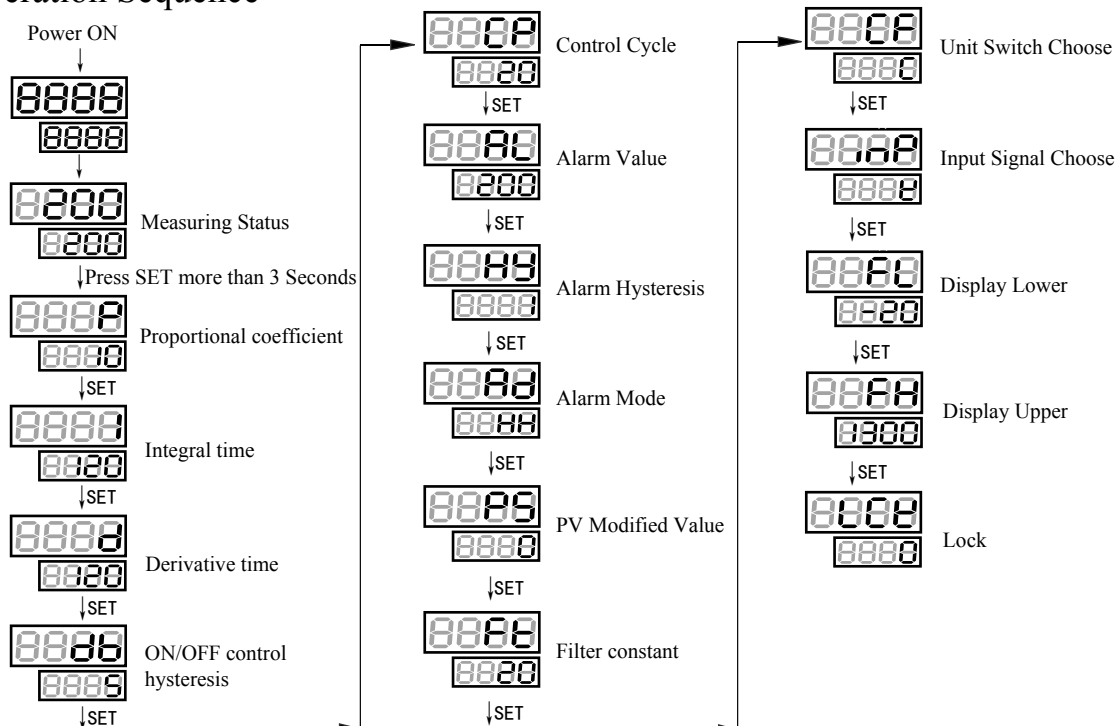 eration Sequence
Power ON
8888
8888
200
200
Measuring Status
Press SET more than 3 Seconds
P
10
Proportional coefficient
SET
I
120
Integral time
SET
d
120
Derivative time
SET
db
5
ON/OFF control
hysteresis
SET
CP
20
Control Cycle
SET
AL
200
Alarm Value
SET
Hy
1
Alarm Hysteresis
SET
Ad
HH
Alarm Mode
SET
PS
0
PV Modified Value
SET
Ft
20
Filter constant
SET
CF
C
Unit Switch Choose
SET
inP
Input Signal Choose
SET
FL
-20
Display Lower
SET
FH
1300
Display Upper
SET
LCK
0
Lock